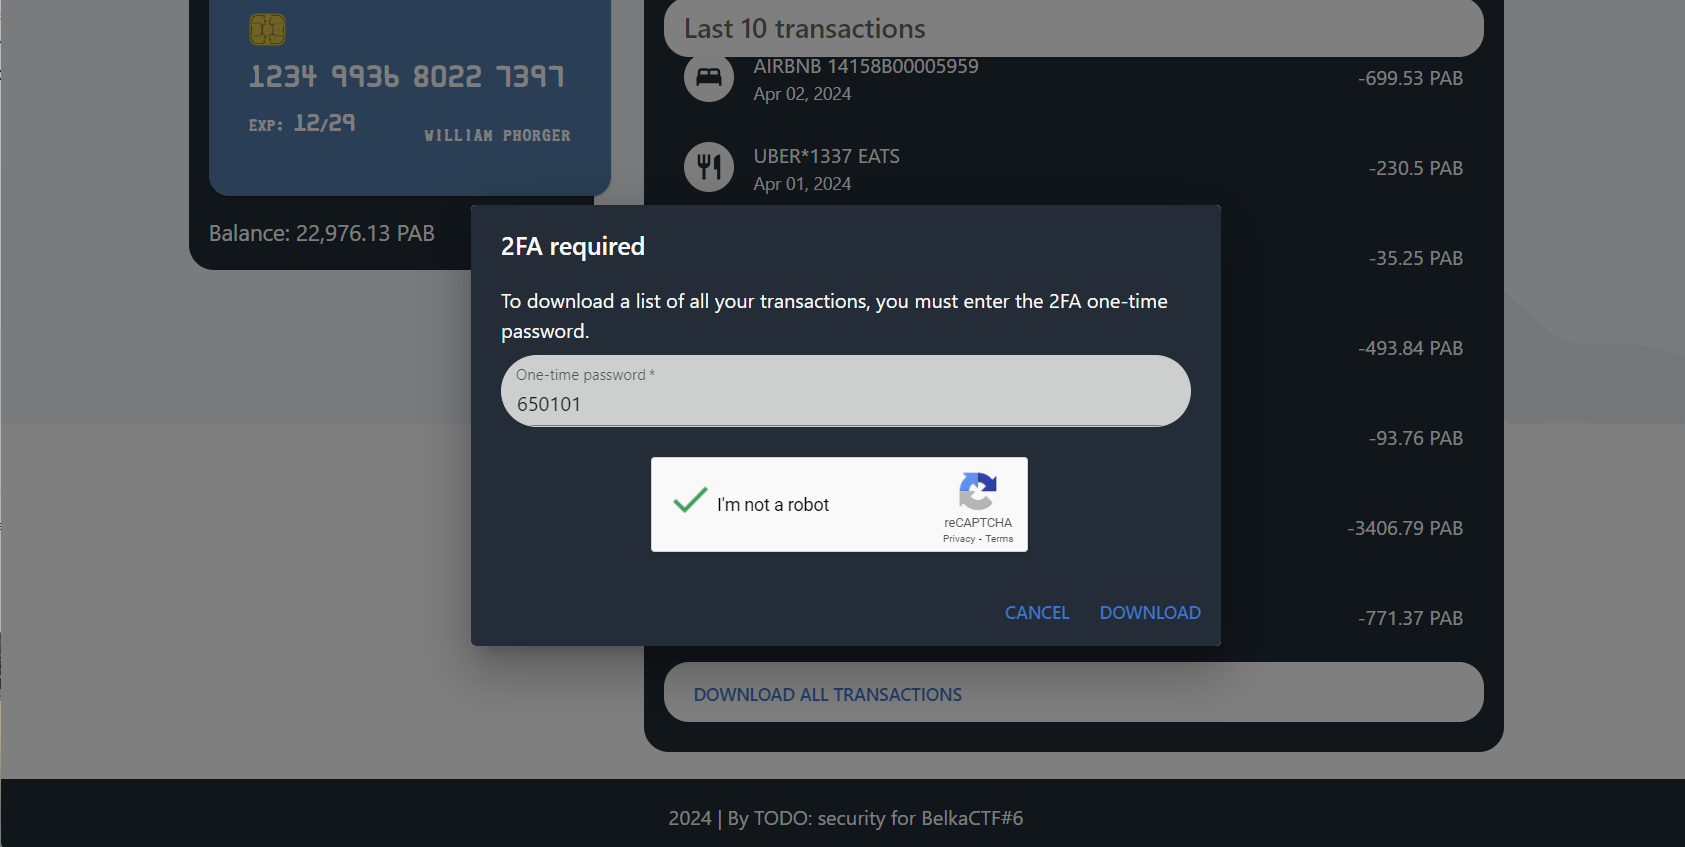 1234 9936 8022 7397
EXP: 12/29
WILLIAM PHORGER
Balance: 22,976.13 PAB
Last 10 transactions
AIRBNB 14158B00005959
Apr 02, 2024
-699.53 PAB
UBER*1337 EATS
Apr 01, 2024
-230.5 PAB
-35.25 PAB
-493.84 PAB
-93.76 PAB
-3406.79 PAB
-771.37 PAB
2FA required
To download a list of all your transactions, you must enter the 2FA one-time
password.
One-time password *
650101
I'm not a robot
reCAPTCHA
Privacy - Terms
CANCEL
DOWNLOAD
DOWNLOAD ALL TRANSACTIONS
2024 | By TODO: security for BelkaCTF#6